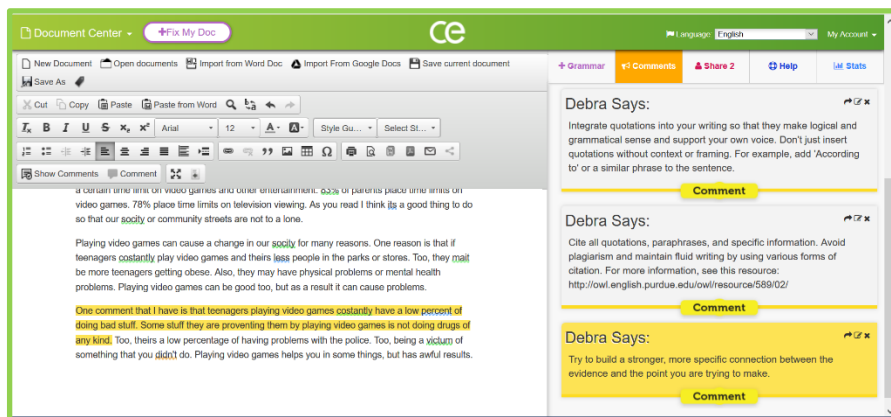 Document Center
+Fix My Doc
ce
Language: English
My Account
New Document Open documents Import from Word Doc Import From Google Docs Save current document
Save As
Cut Copy Paste Paste from Word
Arial 12 A A Style Gu... Select St...
Show Comments Comment
+ Grammar Comments Share 2 Help Stats
a certain time limit on video games and other entertainment. 83% of parents place time limits on
video games. 78% place time limits on television viewing. As you read I think its a good thing to do
so that our socity or community streets are not to a lone.
Playing video games can cause a change in our socity for many reasons. One reason is that if
teenagers costantly play video games and theirs less people in the parks or stores. Too, they mait
be more teenagers getting obese. Also, they may have physical problems or mental health
problems. Playing video games can be good too, but as a result it can cause problems.
One comment that I have is that teenagers playing video games costantly have a low percent of
doing bad stuff. Some stuff they are proventing them by playing video games is not doing drugs of
any kind. Too, theirs a low percentage of having problems with the police. Too, being a victum of
something that you didn't do. Playing video games helps you in some things, but has awful results.
Debra Says:
Integrate quotations into your writing so that they make logical and
grammatical sense and support your own voice. Don't just insert
quotations without context or framing. For example, add 'According
to' or a similar phrase to the sentence.
Comment
Debra Says:
Cite all quotations, paraphrases, and specific information. Avoid
plagiarism and maintain fluid writing by using various forms of
citation. For more information, see this resource:
http://owl.english.purdue.edu/owl/resource/589/02/
Comment
Debra Says:
Try to build a stronger, more specific connection between the
evidence and the point you are trying to make.
Comment